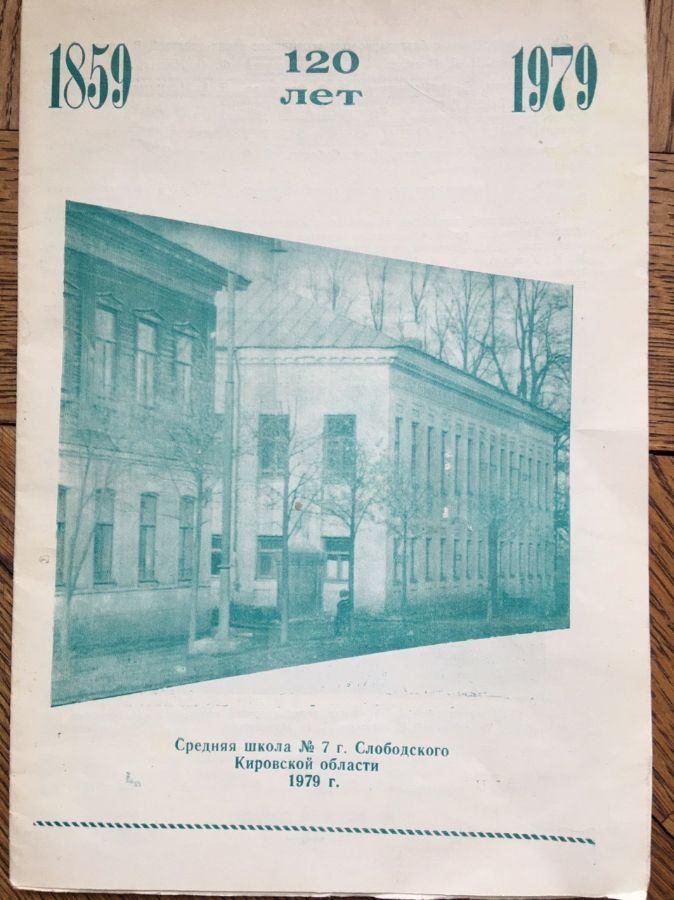 1859 120 1979
лет
Средняя школа № 7 г. Слободского
Кировской области
1979 г.